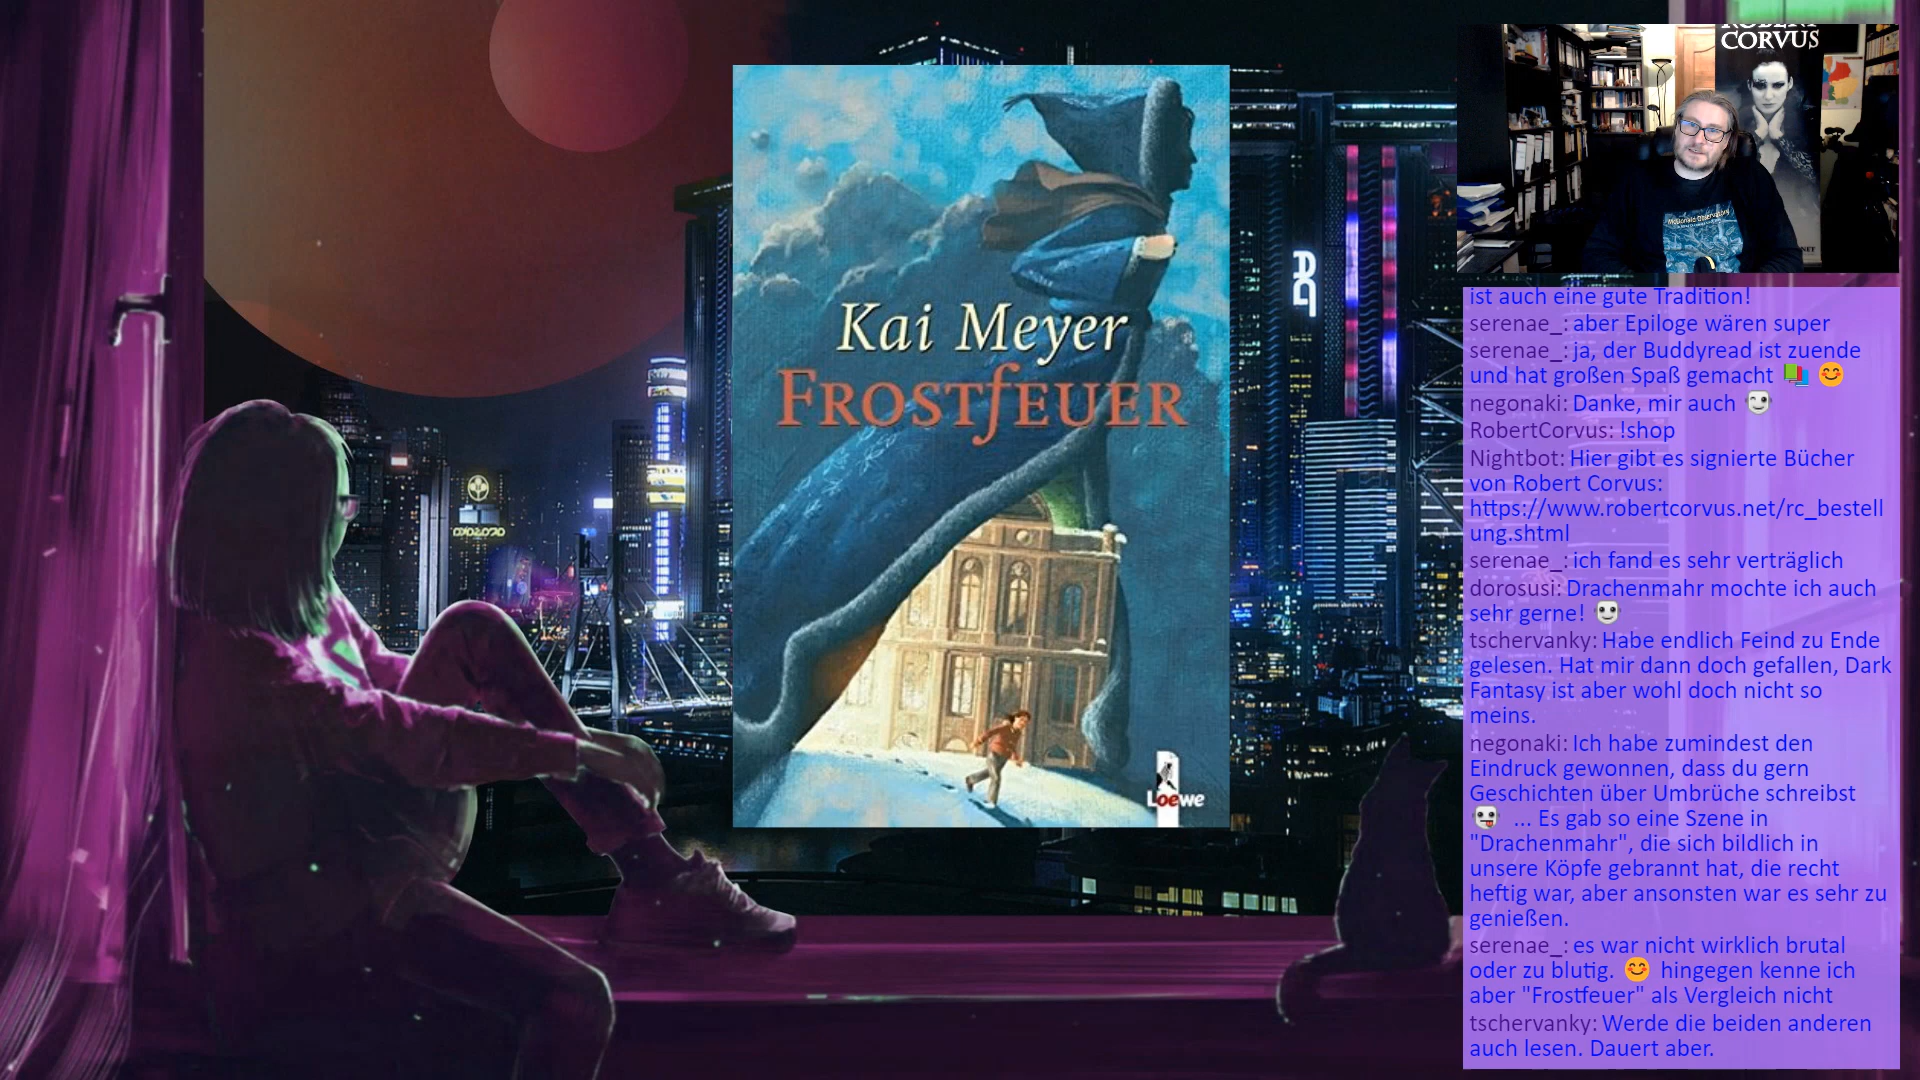 ROBERT
CORVUS
McDonald Observatory
NET
Kai Meyer
FROSTFEUER
Loewe
ist auch eine gute Tradition!
serenae_: aber Epiloge wären super
serenae_: ja, der Buddyread ist zuende
und hat großen Spaß gemacht 📚 😊
negonaki: Danke, mir auch 😉
RobertCorvus: !shop
Nightbot: Hier gibt es signierte Bücher
von Robert Corvus:
https://www.robertcorvus.net/rc_bestell
ung.shtml
serenae_: ich fand es sehr verträglich
dorosusi: Drachenmahr mochte ich auch
sehr gerne! 🙂
tschervanky: Habe endlich Feind zu Ende
gelesen. Hat mir dann doch gefallen, Dark
Fantasy ist aber wohl doch nicht so
meins.
negonaki: Ich habe zumindest den
Eindruck gewonnen, dass du gern
Geschichten über Umbrüche schreibst
😜 ... Es gab so eine Szene in
"Drachenmahr", die sich bildlich in
unsere Köpfe gebrannt hat, die recht
heftig war, aber ansonsten war es sehr zu
genießen.
serenae_: es war nicht wirklich brutal
oder zu blutig. 😊 hingegen kenne ich
aber "Frostfeuer" als Vergleich nicht
tschervanky: Werde die beiden anderen
auch lesen. Dauert aber.